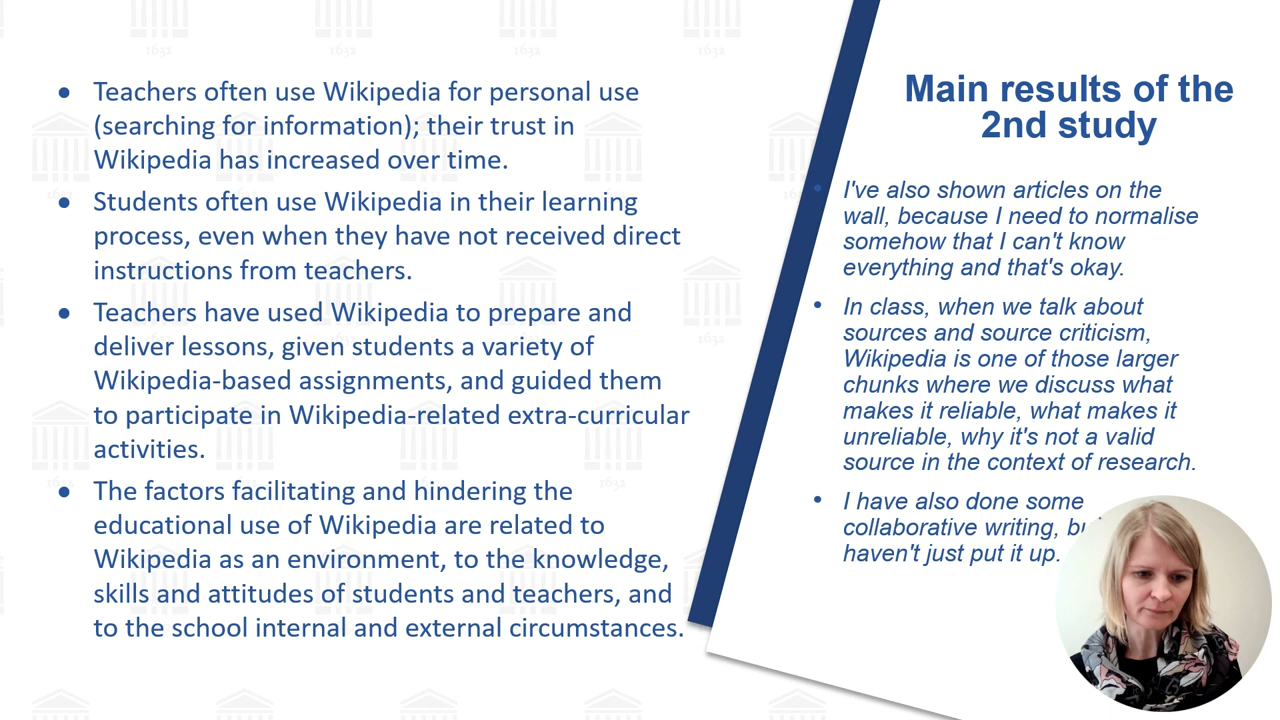 Teachers often use Wikipedia for personal use
(searching for information); their trust in
Wikipedia has increased over time.
Students often use Wikipedia in their learning
process, even when they have not received direct
instructions from teachers.
Teachers have used Wikipedia to prepare and
deliver lessons, given students a variety of
Wikipedia-based assignments, and guided them
to participate in Wikipedia-related extra-curricular
activities.
The factors facilitating and hindering the
educational use of Wikipedia are related to
Wikipedia as an environment, to the knowledge,
skills and attitudes of students and teachers, and
to the school internal and external circumstances.
Main results of the
2nd study
I've also shown articles on the
wall, because I need to normalise
somehow that I can't know
everything and that's okay.
In class, when we talk about
sources and source criticism,
Wikipedia is one of those larger
chunks where we discuss what
makes it reliable, what makes it
unreliable, why it's not a valid
source in the context of research.
I have also done some
collaborative writing,
haven't just put it up.
1632
1632
1632
1632
1632
1632